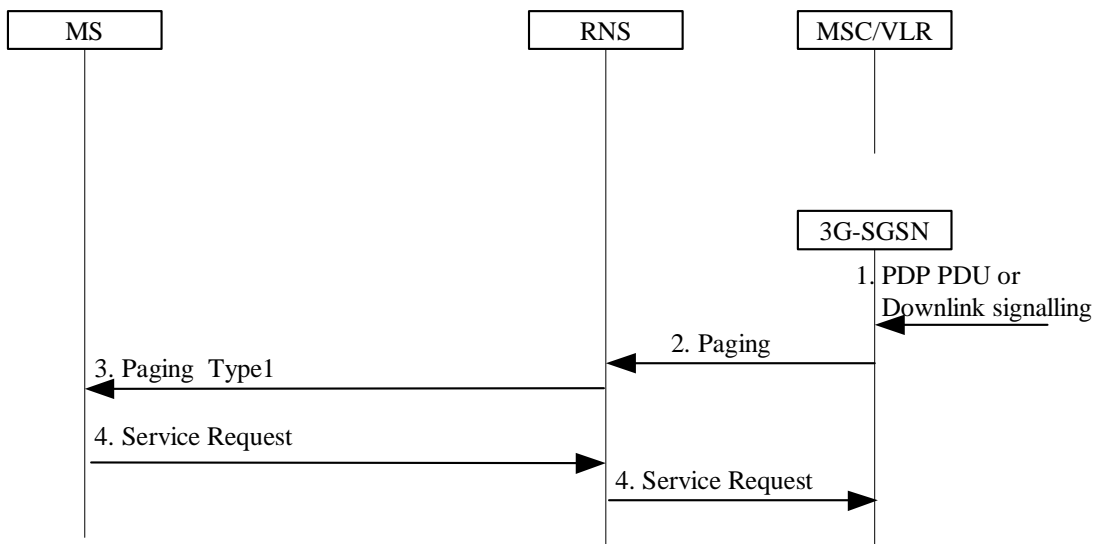 MS
RNS
MSC/VLR
3G-SGSN
1. PDP PDU or
Downlink signalling
2. Paging
3. Paging Type1
4. Service Request
4. Service Request